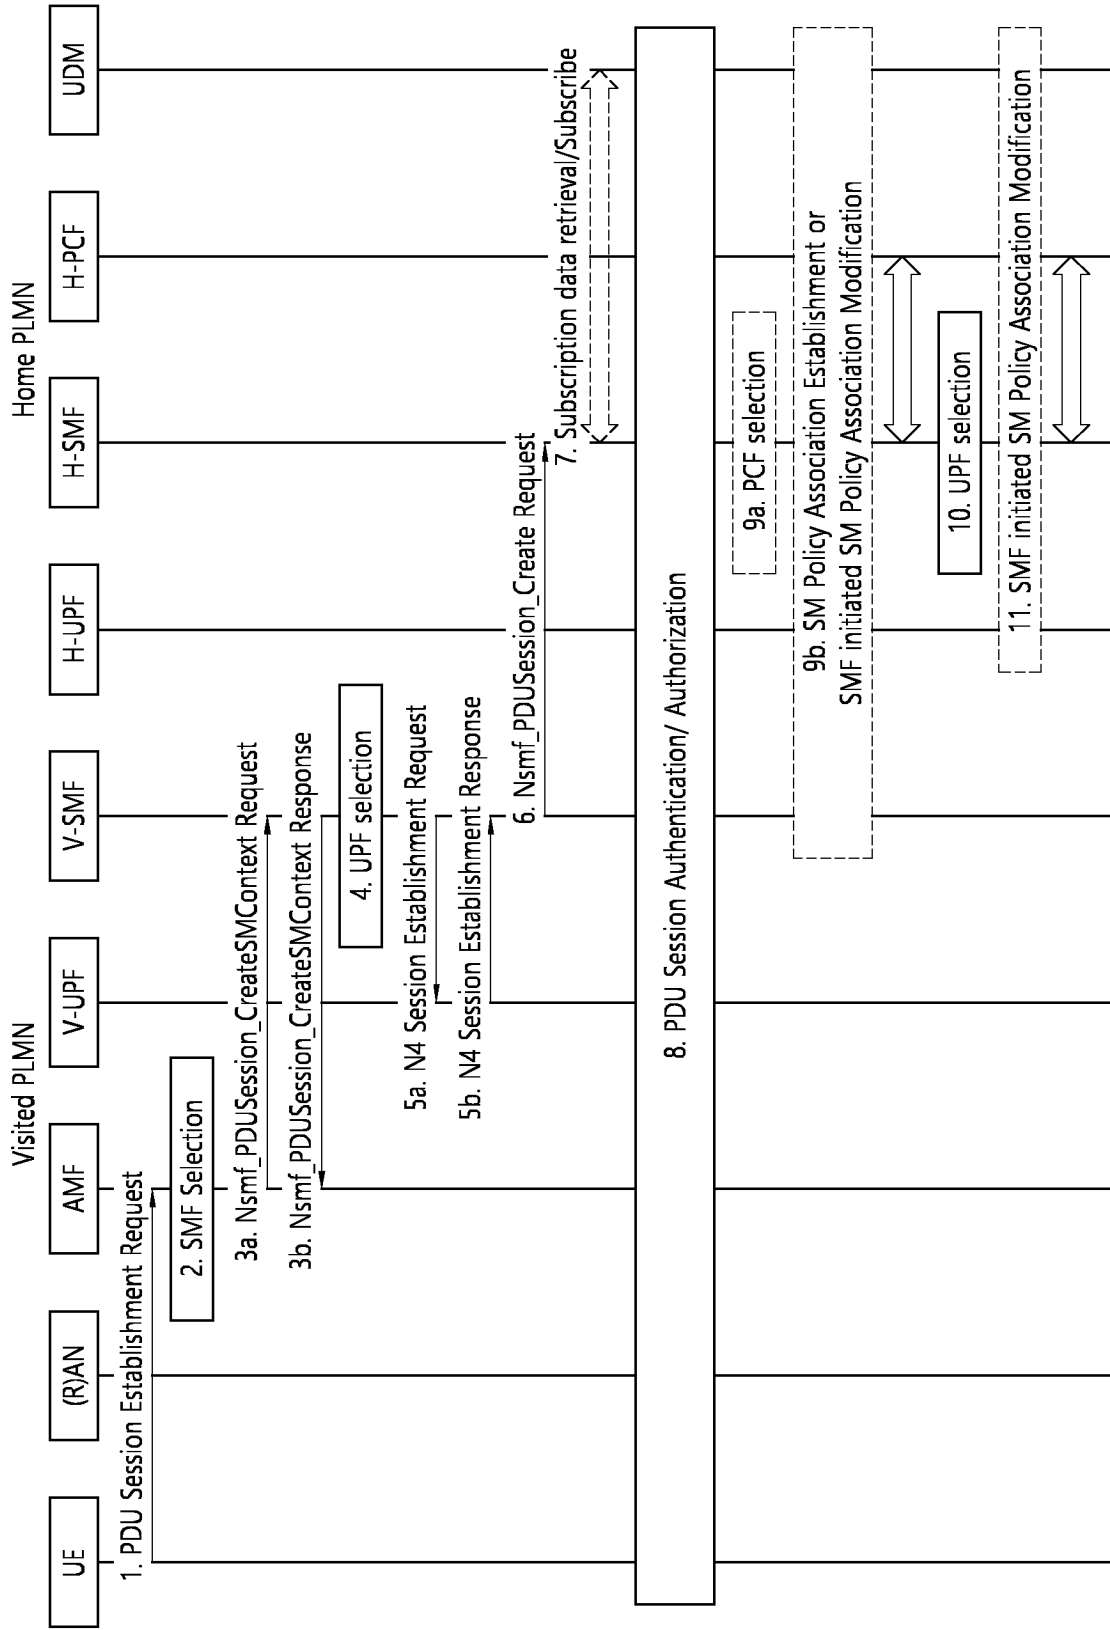 Visited PLMN
Home PLMN
UE
(R)AN
AMF
V-UPF
V-SMF
H-UPF
H-SMF
H-PCF
UDM
1. PDU Session Establishment Request
2. SMF Selection
3a. Nsmf_PDUSession_CreateSMContext Request
3b. Nsmf_PDUSession_CreateSMContext Response
4. UPF selection
5a. N4 Session Establishment Request
5b. N4 Session Establishment Response
6. Nsmf_PDUSession_Create Request
7. Subscription data retrieval/Subscribe
8. PDU Session Authentication/ Authorization
9a. PCF selection
9b. SM Policy Association Establishment or
SMF initiated SM Policy Association Modification
10. UPF selection
11. SMF initiated SM Policy Association Modification